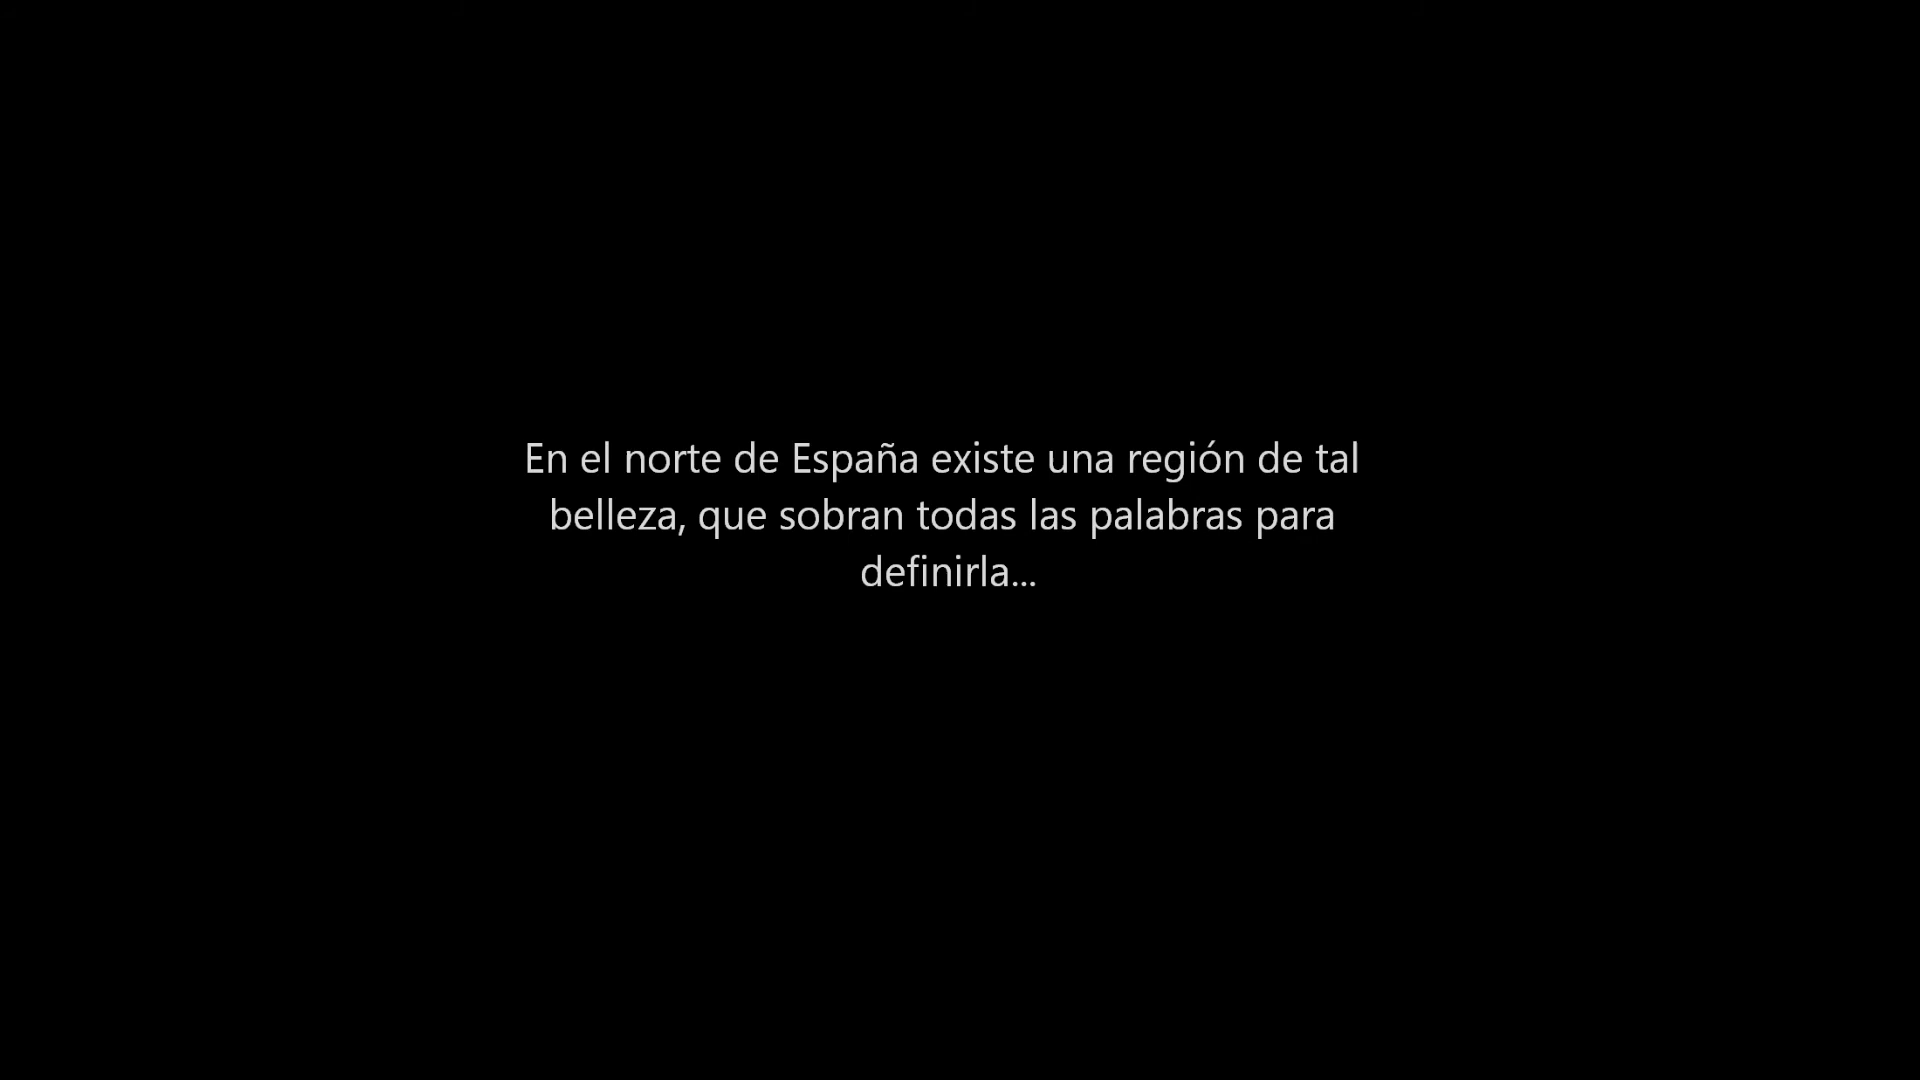 En el norte de España existe una región de tal
belleza, que sobran todas las palabras para
definirla...